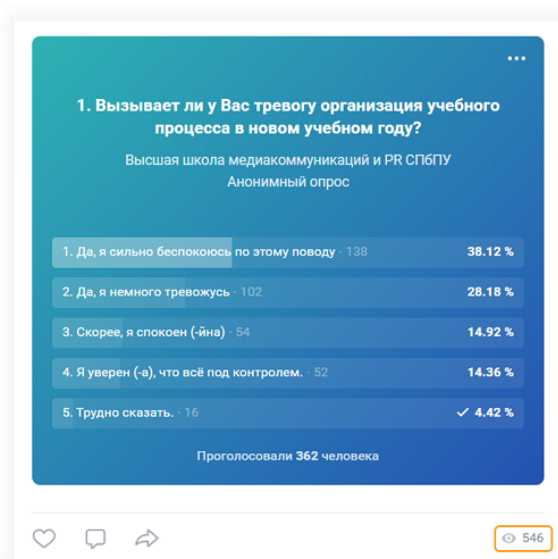 1. Вызывает ли у Вас тревогу организация учебного
процесса в новом учебном году?
Высшая школа медиакоммуникаций и PR СПбПУ
Анонимный опрос
1. Да, я сильно беспокоюсь по этому поводу · 138 38.12 %
2. Да, я немного тревожусь · 102 28.18 %
3. Скорее, я спокоен (-йна) · 54 14.92 %
4. Я уверен (-а), что всё под контролем. · 52 14.36 %
5. Трудно сказать. · 16 4.42 %
Проголосовали 362 человека
546